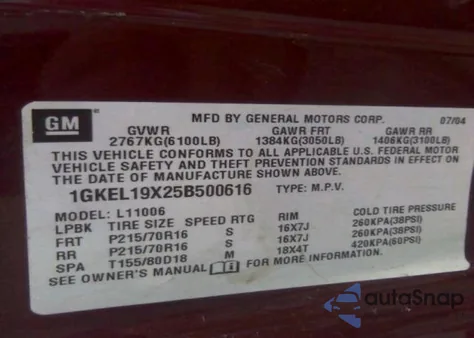 GM
MFD BY GENERAL MOTORS CORP. 07/04
GVWR GAWR FRT GAWR RR
2767KG(6100LB) 1384KG(3050LB) 1406KG(3100LB)
THIS VEHICLE CONFORMS TO ALL APPLICABLE U.S. FEDERAL MOTOR
VEHICLE SAFETY AND THEFT PREVENTION STANDARDS IN EFFECT ON
THE DATE OF MANUFACTURE SHOWN ABOVE.
1GKEL19X25B500616 TYPE: M.P.V.
MODEL: L11006
LPBK TIRE SIZE SPEED RTG RIM COLD TIRE PRESSURE
FRT P215/70R16 S 16X7J 260KPA(38PSI)
RR P215/70R16 S 16X7J 260KPA(38PSI)
SPA T155/80D18 M 18X4T 420KPA(60PSI)
SEE OWNER'S MANUAL FOR MORE INFORMATION.
autaSnap